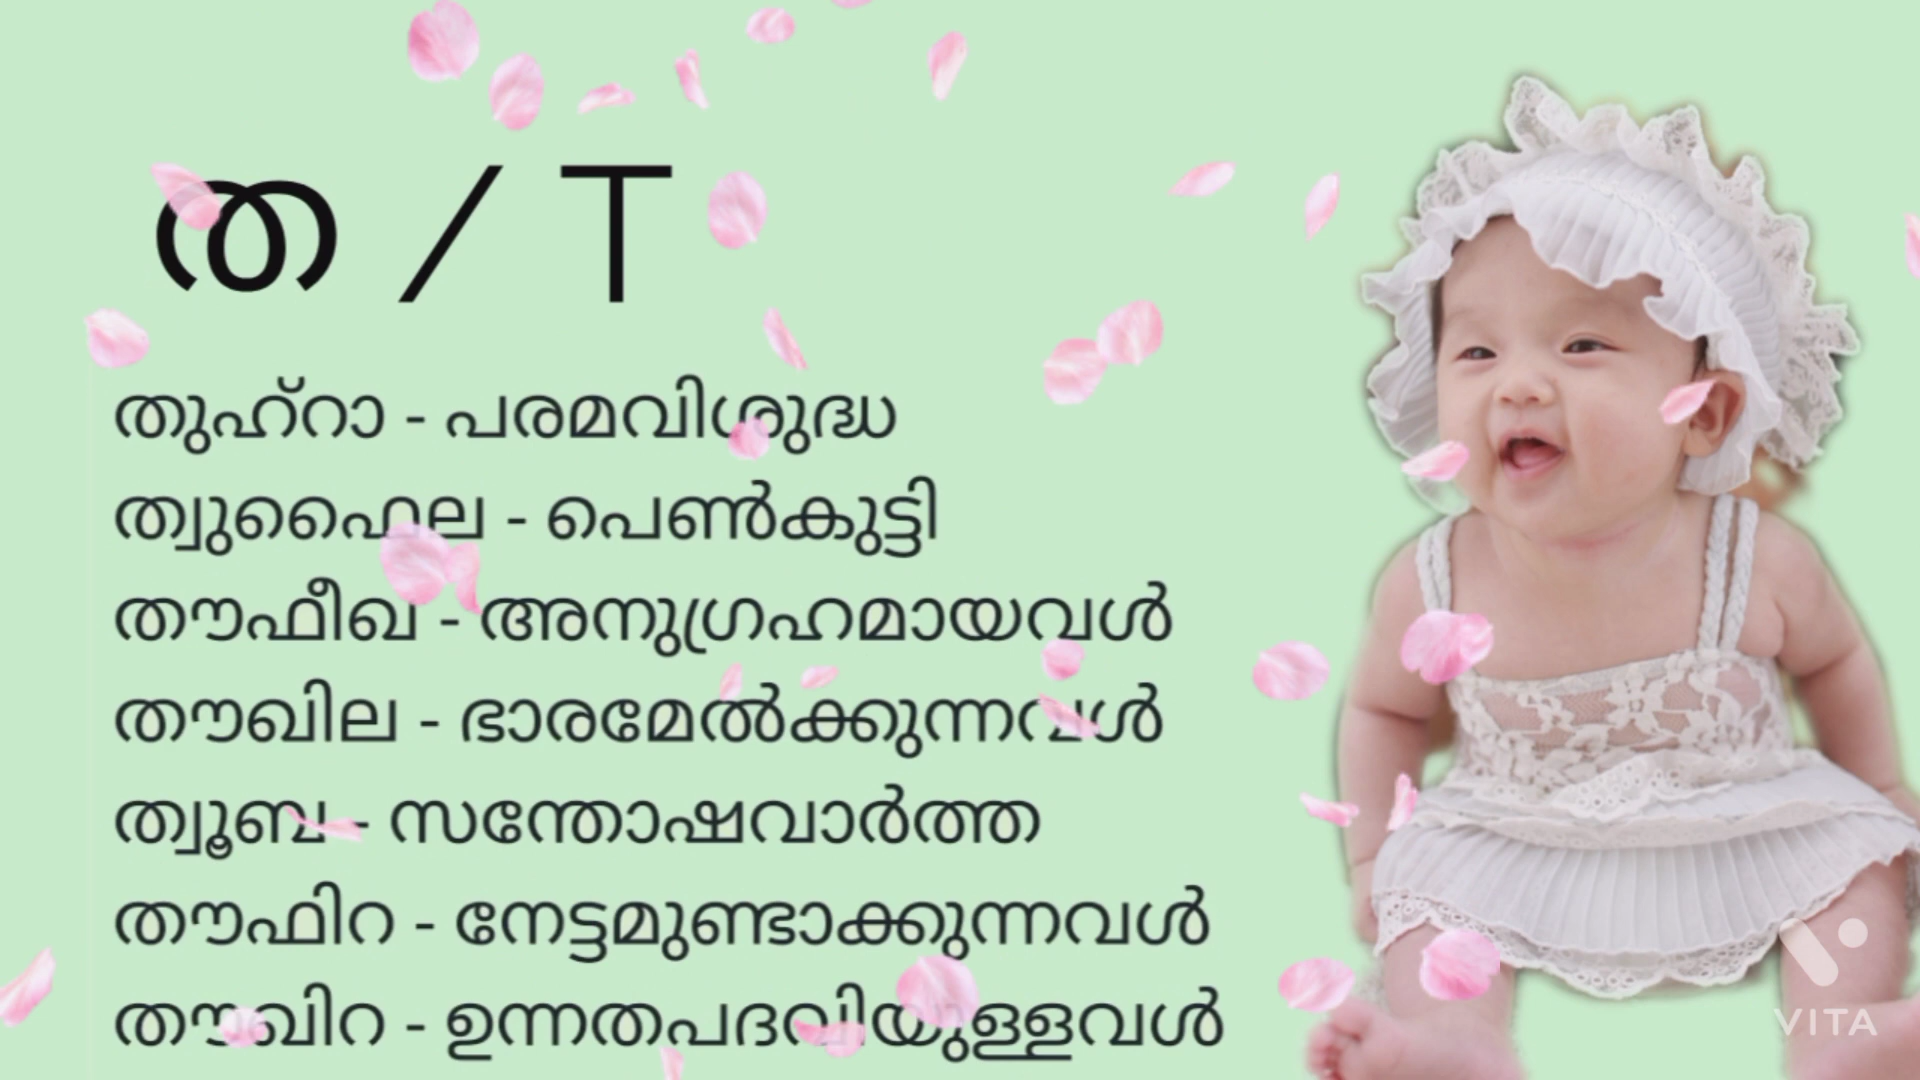 ത / T
തുഹ്റാ - പരമവിശുദ്ധ
ത്വുഫൈല - പെൺകുട്ടി
തൗഫീഖ - അനുഗ്രഹമായവൾ
തൗഖില - ഭാരമേൽക്കുന്നവൾ
ത്വൂബ - സന്തോഷവാർത്ത
തൗഫിറ - നേട്ടമുണ്ടാക്കുന്നവൾ
തൗഖിറ - ഉന്നതപദവിയുള്ളവൾ
VITA